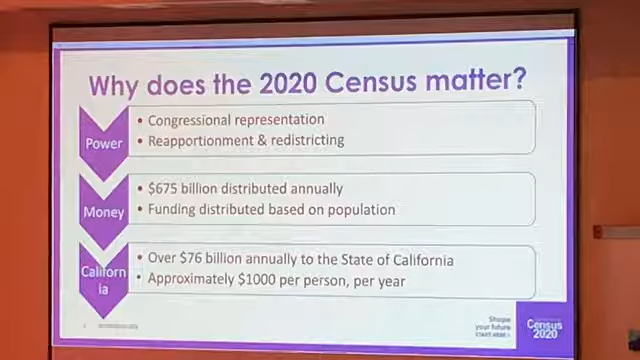 Why does the 2020 Census matter?
Power
• Congressional representation
• Reapportionment & redistricting
Money
• $675 billion distributed annually
• Funding distributed based on population
Californ
ia
• Over $76 billion annually to the State of California
• Approximately $1000 per person, per year
Shape
your future
START HERE >
Census
2020